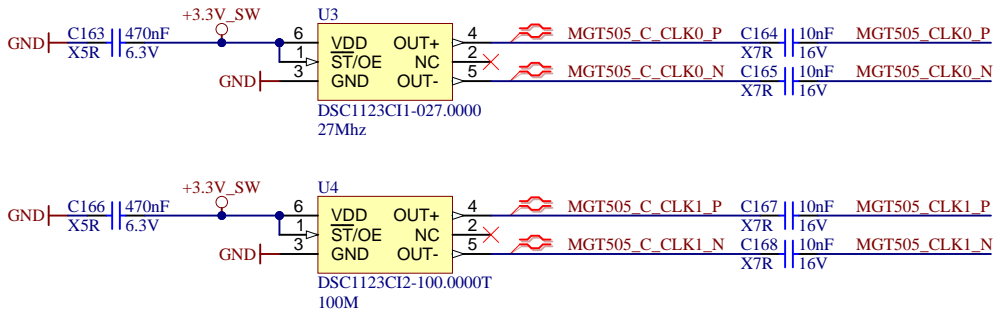 +3.3V_SW
U3
GND
C163
470nF
X5R
6.3V
6
VDD
OUT+
4
MGT505_C_CLK0_P
C164
10nF
MGT505_CLK0_P
X7R
16V
1
ST/OE
NC
2
GND
3
GND
OUT-
5
MGT505_C_CLK0_N
C165
10nF
MGT505_CLK0_N
X7R
16V
DSC1123CI1-027.0000
27Mhz
+3.3V_SW
U4
GND
C166
470nF
X5R
6.3V
6
VDD
OUT+
4
MGT505_C_CLK1_P
C167
10nF
MGT505_CLK1_P
X7R
16V
1
ST/OE
NC
2
GND
3
GND
OUT-
5
MGT505_C_CLK1_N
C168
10nF
MGT505_CLK1_N
X7R
16V
DSC1123CI2-100.0000T
100M